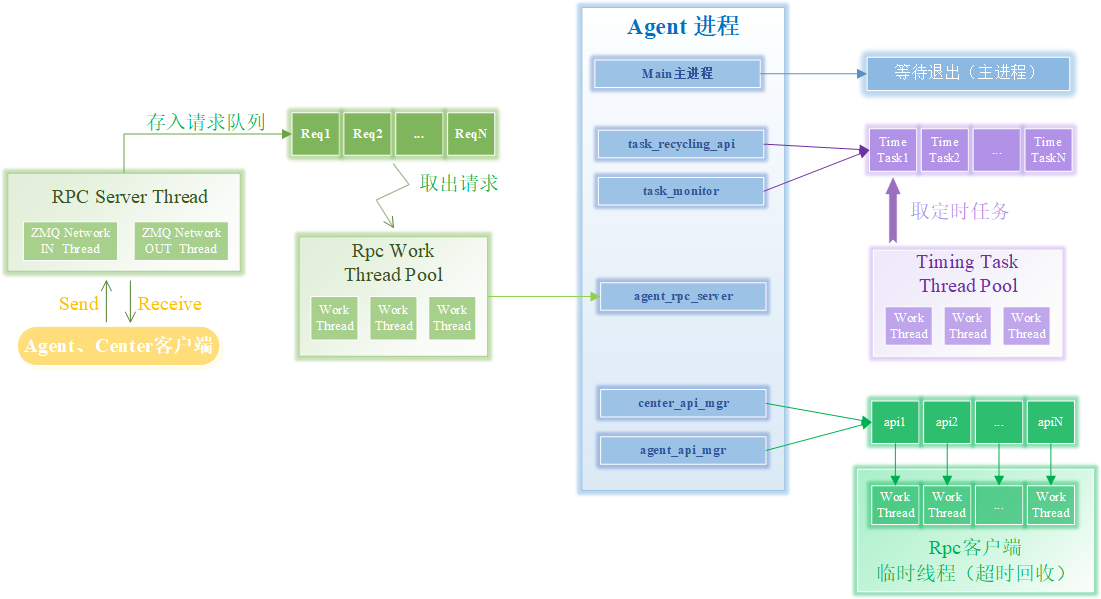 Agent 进程
Main主进程
等待退出（主进程）
存入请求队列
Req1
Req2
...
ReqN
取出请求
task_recycling_api
task_monitor
Time
Task1
Time
Task2
...
Time
TaskN
取定时任务
RPC Server Thread
ZMQ Network
IN Thread
ZMQ Network
OUT Thread
Send
Receive
Agent、Center客户端
Rpc Work
Thread Pool
Work
Thread
Work
Thread
Work
Thread
agent_rpc_server
Timing Task
Thread Pool
Work
Thread
Work
Thread
Work
Thread
center_api_mgr
agent_api_mgr
api1
api2
...
apiN
Work
Thread
Work
Thread
...
Work
Thread
Rpc客户端
临时线程（超时回收）